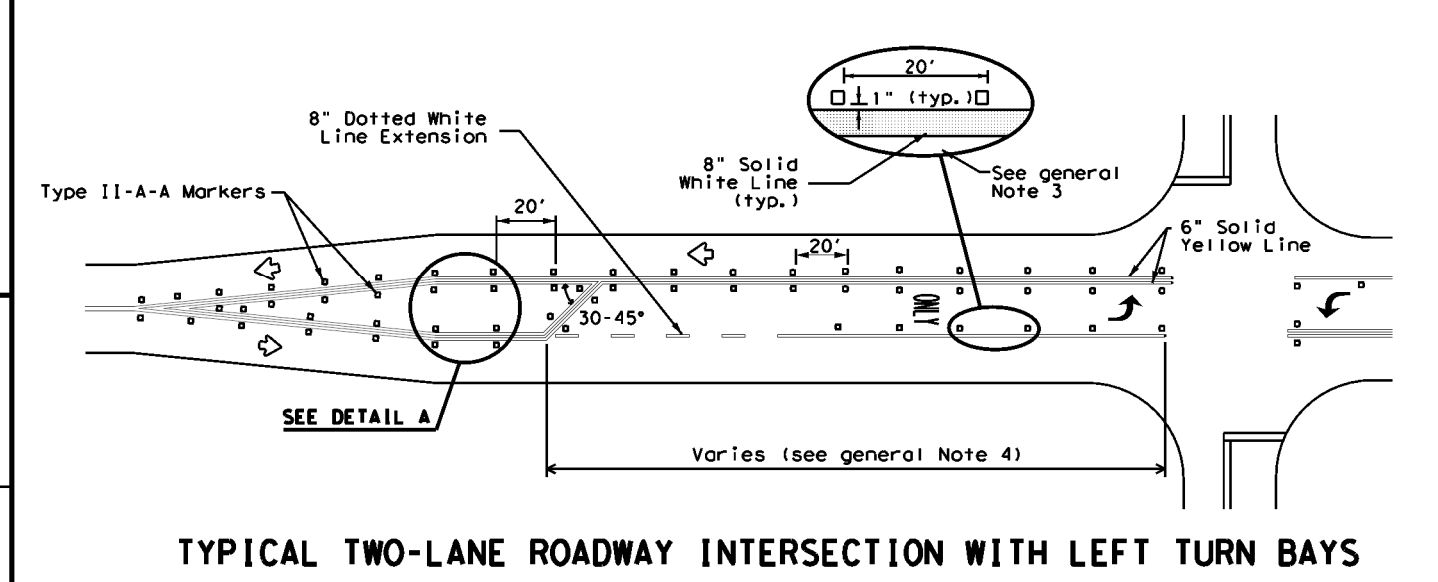 20'
1" (typ.)
8" Dotted White
Line Extension
8" Solid
White Line
(typ.)
See general
Note 3
Type II-A-A Markers
20'
6" Solid
Yellow Line
20'
ONLY
30-45°
SEE DETAIL A
Varies (see general Note 4)
TYPICAL TWO-LANE ROADWAY INTERSECTION WITH LEFT TURN BAYS